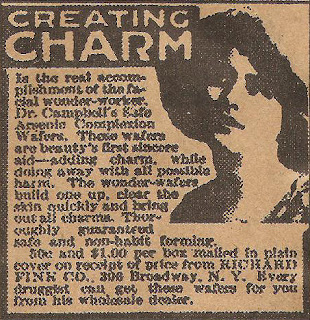 CREATING
CHARM
Is the real accom-
plishment of the fa-
cial wonder-worker,
Dr. Campbell's Safe
Arsenic Complexion
Wafers. These wafers
are beauty's first sincere
aid—adding charm, while
doing away with all possible
harm. The wonder-wafers
build one up, clear the
skin quickly and bring
out all charms. Thor-
oughly guaranteed
safe and non-habit forming.
50c and $1.00 per box mailed in plain
cover on receipt of price from RICHARD
FINK CO., 396 Broadway, N. Y. Every
druggist can get these wafers for you
from his wholesale dealer.